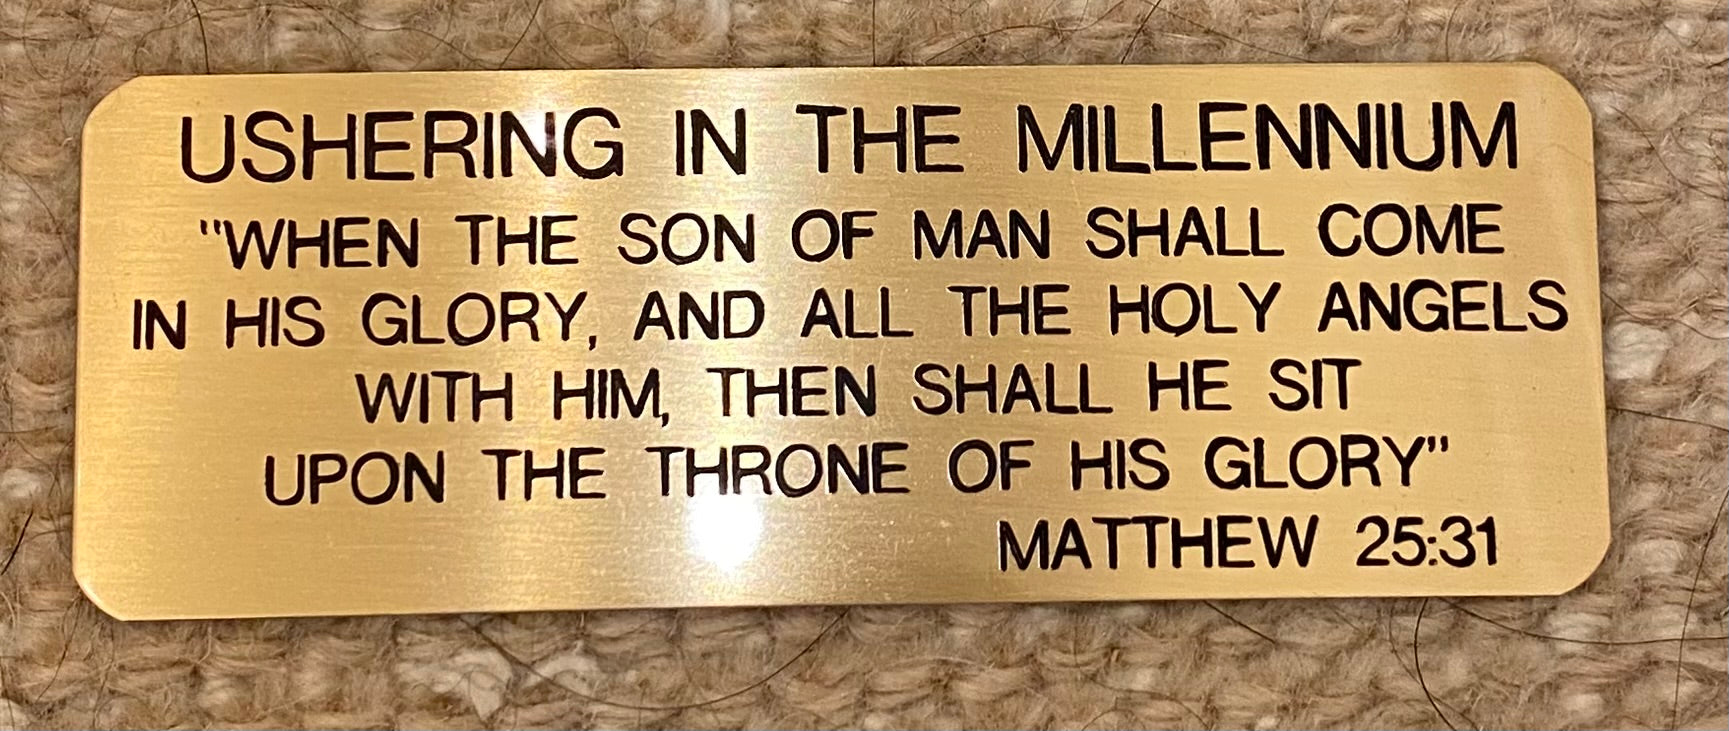 USHERING IN THE MILLENNIUM
"WHEN THE SON OF MAN SHALL COME
IN HIS GLORY, AND ALL THE HOLY ANGELS
WITH HIM, THEN SHALL HE SIT
UPON THE THRONE OF HIS GLORY"
MATTHEW 25:31